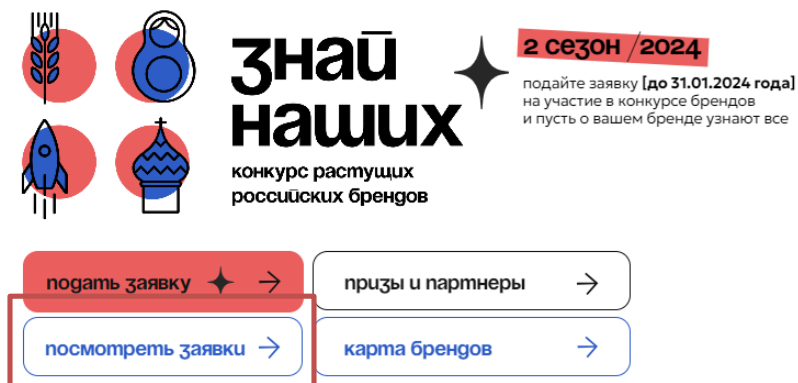 знай
наших
конкурс растущих
российских брендов
2 сезон /2024
подайте заявку [до 31.01.2024 года]
на участие в конкурсе брендов
и пусть о вашем бренде узнают все
подать заявку
призы и партнеры
посмотреть заявки
карта брендов